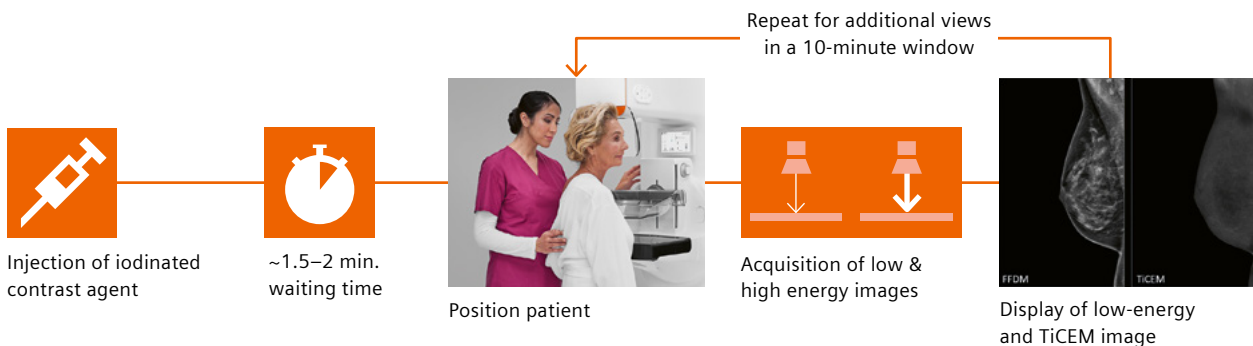 Repeat for additional views
in a 10-minute window
Injection of iodinated
contrast agent
~1.5–2 min.
waiting time
Position patient
Acquisition of low &
high energy images
FFDM
TiCEM
Display of low-energy
and TiCEM image